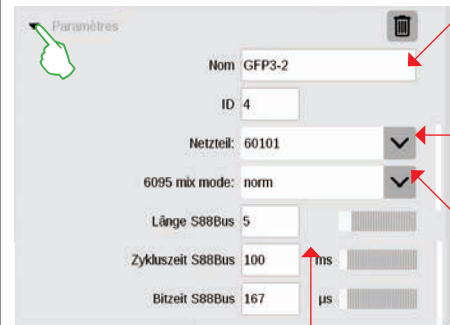 Paramètres
Nom GFP3-2
ID 4
Netzteil: 60101
6095 mix mode: norm
Länge S88Bus 5
Zykluszeit S88Bus 100 ms
Bitzeit S88Bus 167 µs